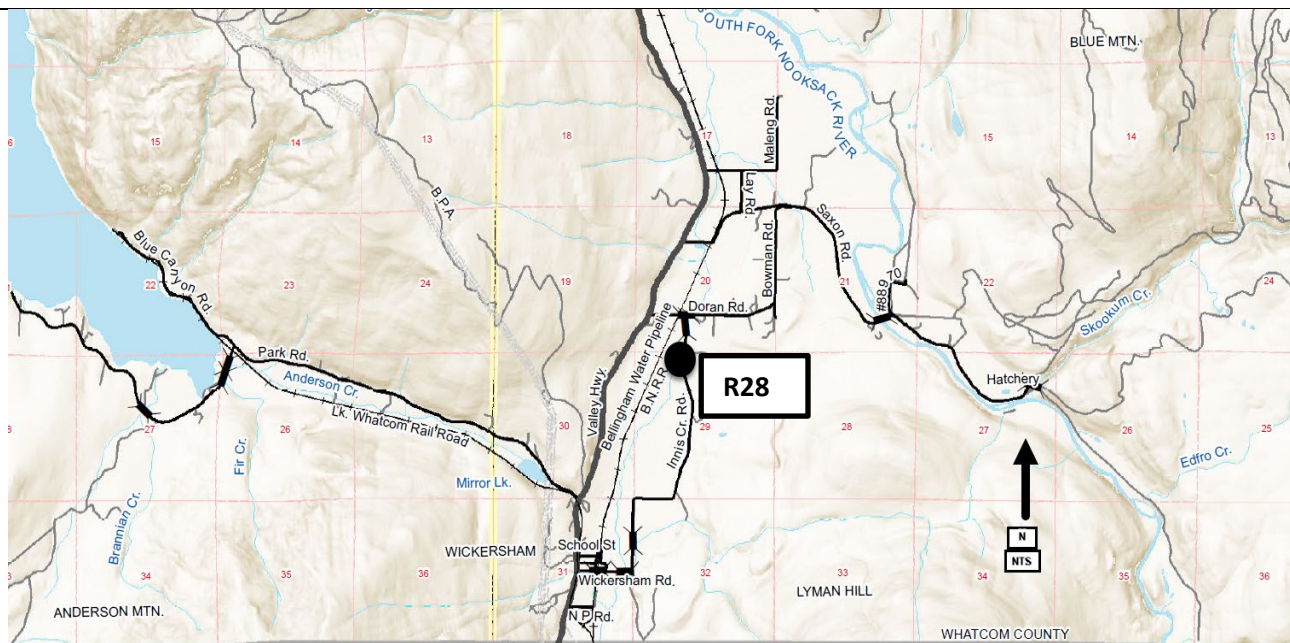 SOUTH FORK NOOKSACK RIVER
BLUE MTN.
15
14
13
18
17
15
14
13
Maleng Rd.
Lay Rd.
B.P.A.
Saxon Rd.
Bowman Rd.
Blue Canyon Rd.
22
23
24
19
20
21
24
#889 70
Skookum Cr.
Doran Rd.
Bellingham Water Pipeline
Valley Hwy.
B.N.R.R.
Park Rd.
Anderson Cr.
Lk. Whatcom Rail Road
R28
Hatchery
Innis Cr. Rd.
27
26
25
30
29
28
27
26
25
Fir Cr.
Edfro Cr.
Mirror Lk.
Brannian Cr.
N
NTS
WICKERSHAM
School St
Wickersham Rd.
34
35
36
31
32
33
34
35
36
LYMAN HILL
ANDERSON MTN.
N P Rd.
WHATCOM COUNTY